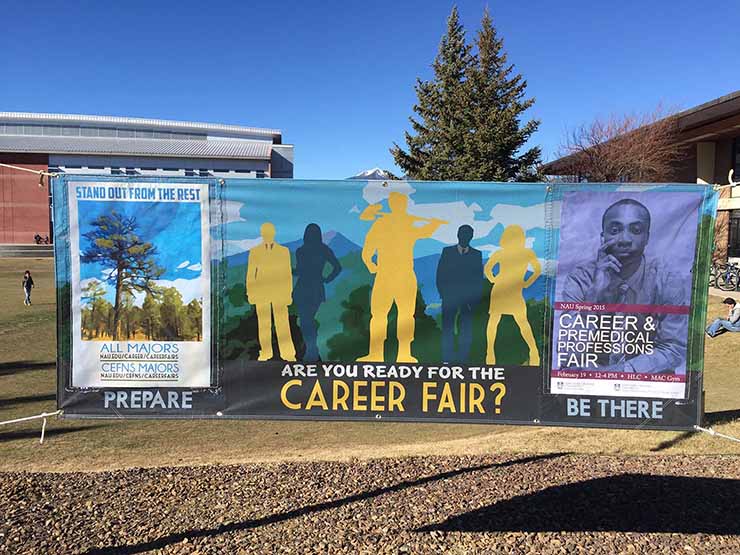 STAND OUT FROM THE REST
ALL MAJORS
NAU.EDU/CAREER/CAREERFAIRS
CEFNS MAJORS
NAU.EDU/CEFNS/CAREERFAIRS
PREPARE
ARE YOU READY FOR THE
CAREER FAIR?
NAU Spring 2015
CAREER &
PREMEDICAL
PROFESSIONS
FAIR
February 19 • 12-4 PM • HLC • MAC Gym
BE THERE